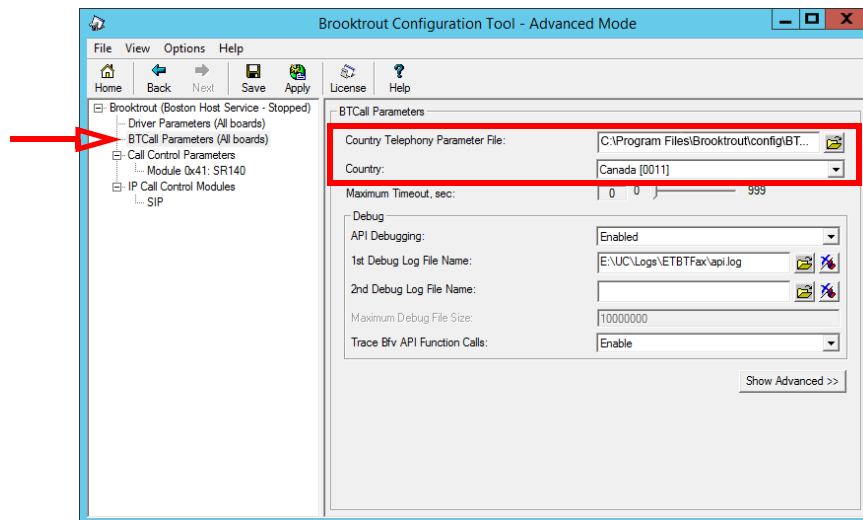 Brooktrout Configuration Tool - Advanced Mode
File View Options Help
Home Back Next Save Apply License Help
Brooktrout (Boston Host Service - Stopped)
Driver Parameters (All boards)
BTCall Parameters (All boards)
Call Control Parameters
Module 0x41: SR140
IP Call Control Modules
SIP
BTCall Parameters
Country Telephony Parameter File: C:\Program Files\Brooktrout\config\BT...
Country: Canada [0011]
Maximum Timeout, sec: 0 0 999
Debug
API Debugging: Enabled
1st Debug Log File Name: E:\UC\Logs\ETBTFax\api.log
2nd Debug Log File Name:
Maximum Debug File Size: 10000000
Trace Bfv API Function Calls: Enable
Show Advanced >>